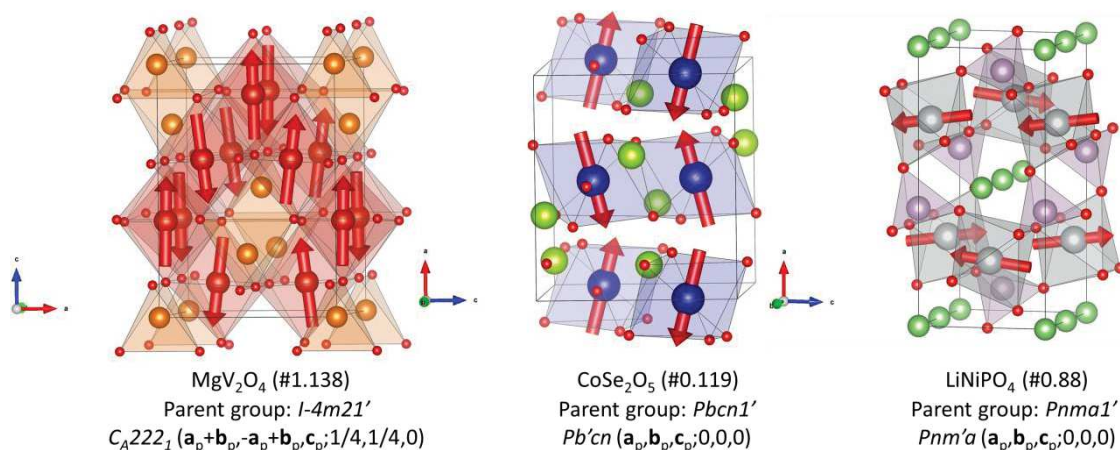 c
a
MgV2O4 (#1.138)
Parent group: I-4m21'
CA2221 (ap+bp,-ap+bp,cp;1/4,1/4,0)
a
b
c
CoSe2O5 (#0.119)
Parent group: Pbcn1'
Pb'cn (ap,bp,cp;0,0,0)
a
b
c
LiNiPO4 (#0.88)
Parent group: Pnma1'
Pnm'a (ap,bp,cp;0,0,0)